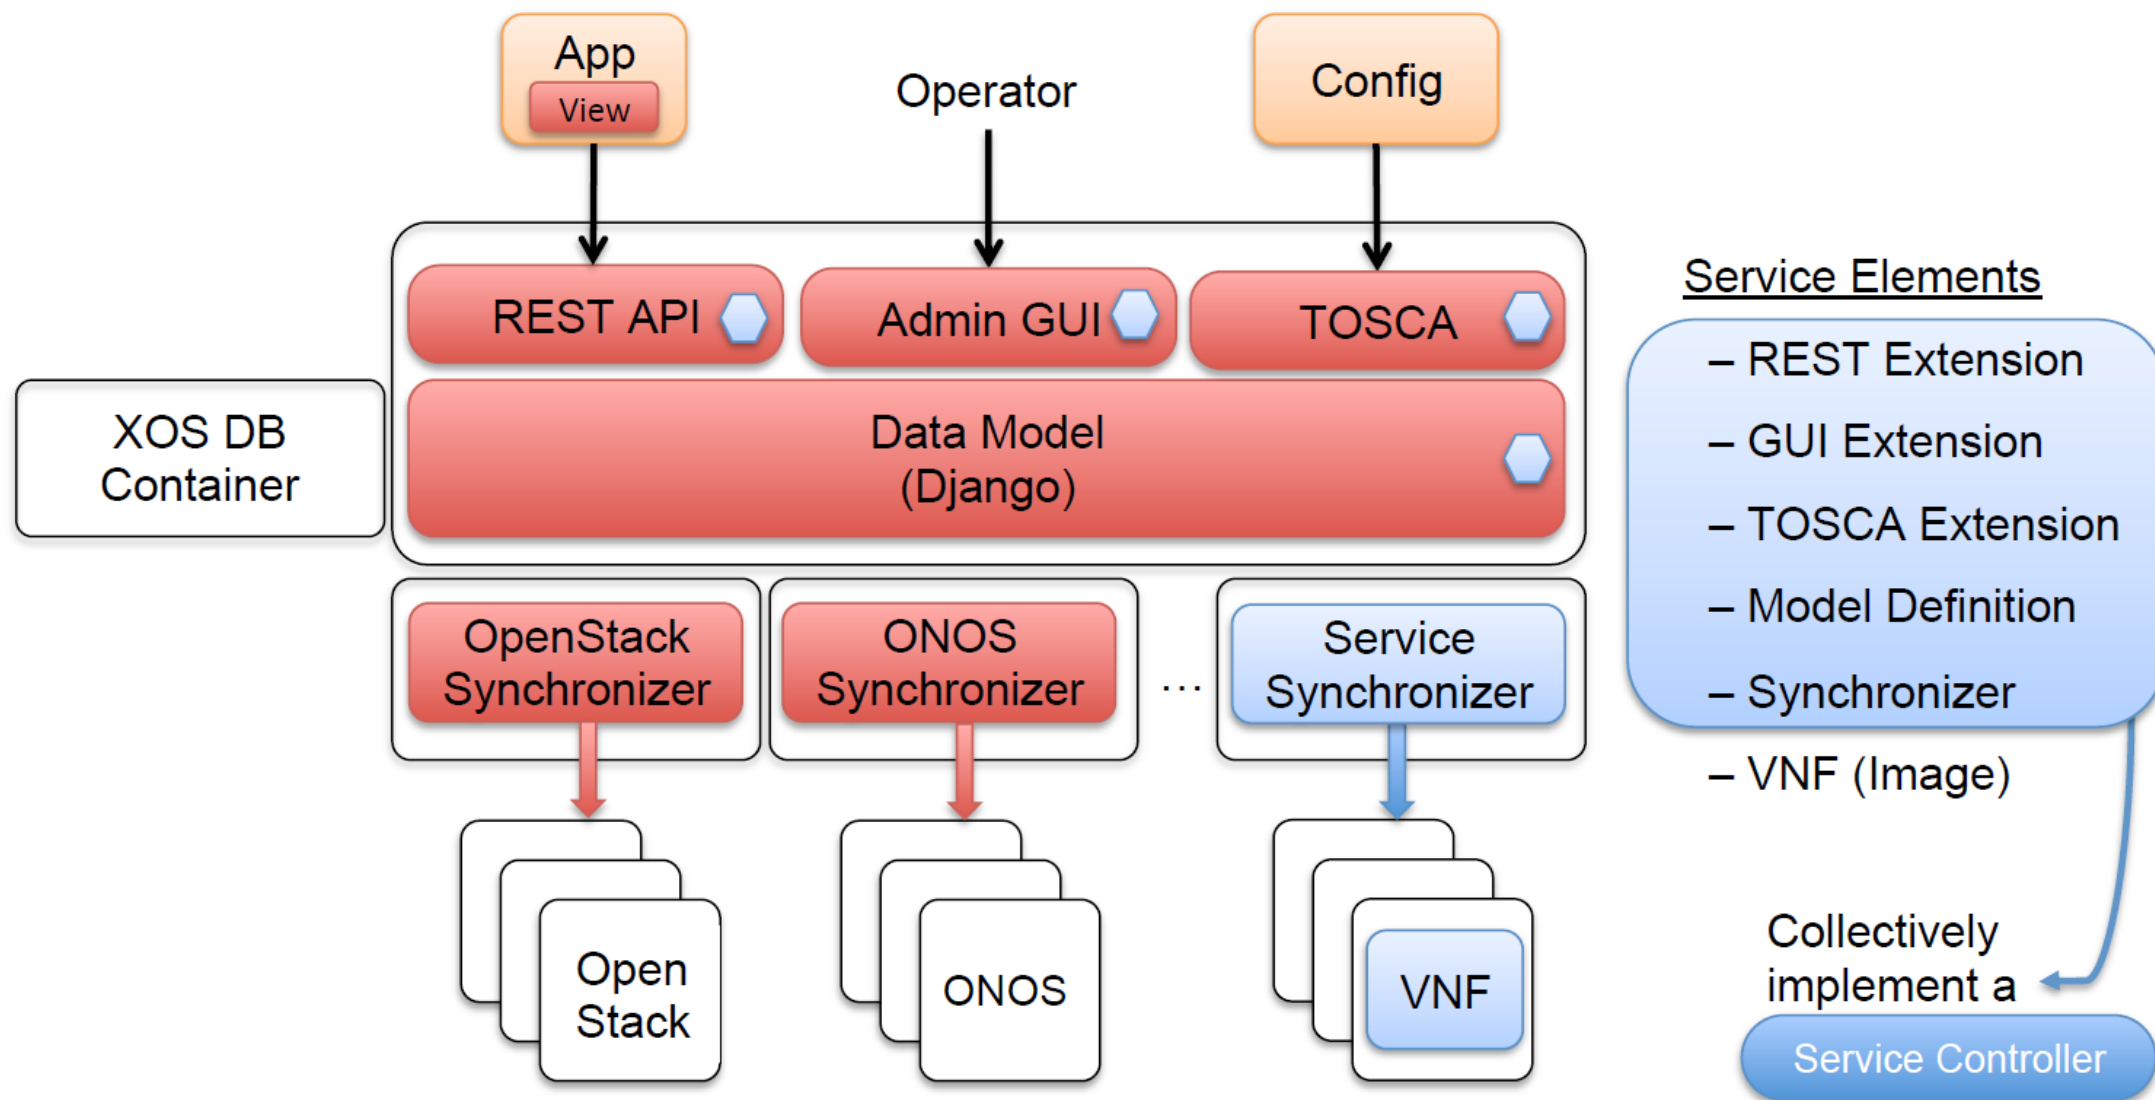 App
View
Operator
Config
REST API
Admin GUI
TOSCA
XOS DB
Container
Data Model
(Django)
OpenStack
Synchronizer
ONOS
Synchronizer
...
Service
Synchronizer
Open
Stack
ONOS
VNF
Service Elements
– REST Extension
– GUI Extension
– TOSCA Extension
– Model Definition
– Synchronizer
– VNF (Image)
Collectively
implement a
Service Controller